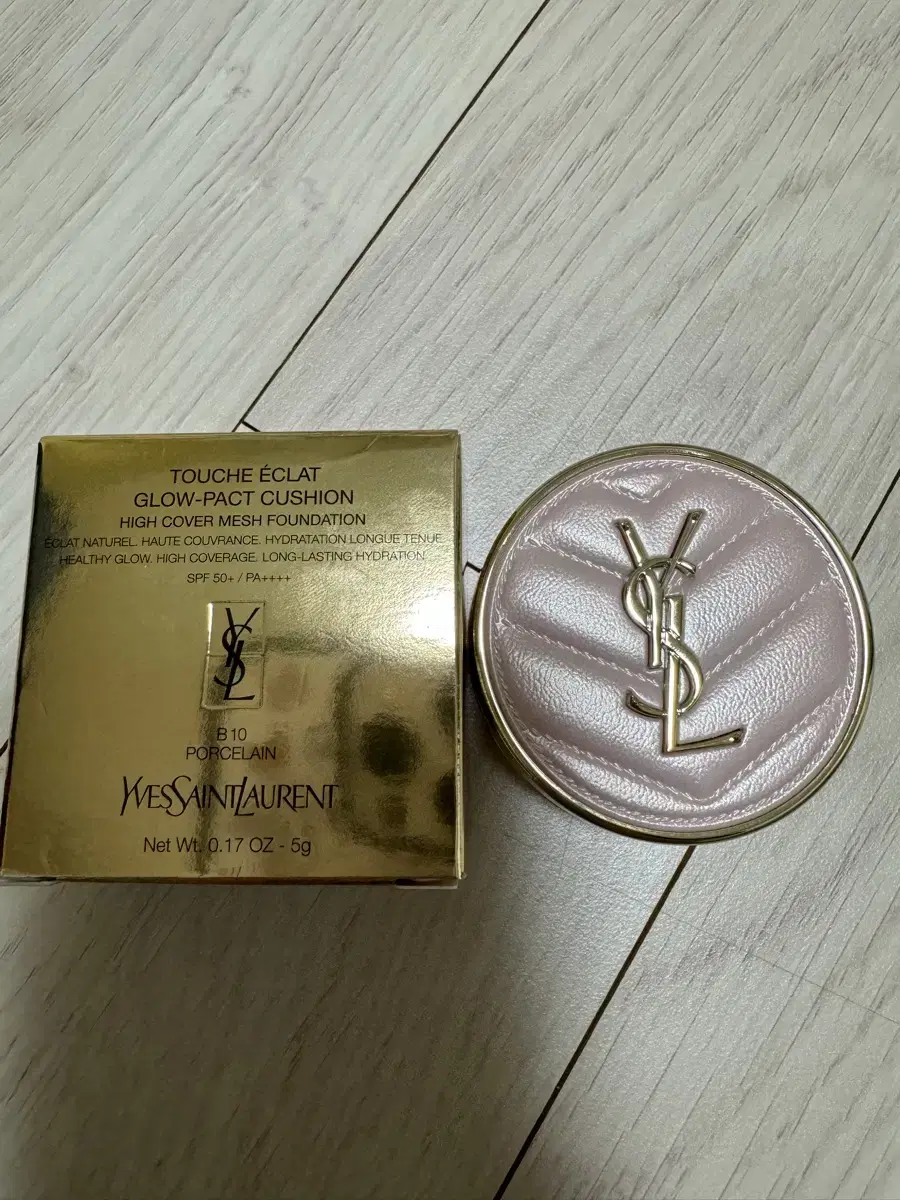 TOUCHE ÉCLAT
GLOW-PACT CUSHION
HIGH COVER MESH FOUNDATION
ÉCLAT NATUREL. HAUTE COUVRANCE. HYDRATATION LONGUE TENUE
HEALTHY GLOW. HIGH COVERAGE. LONG-LASTING HYDRATION
SPF 50+ / PA++++
YSL
B10
PORCELAIN
YVESSAINTLAURENT
Net Wt. 0.17 OZ - 5g
YSL